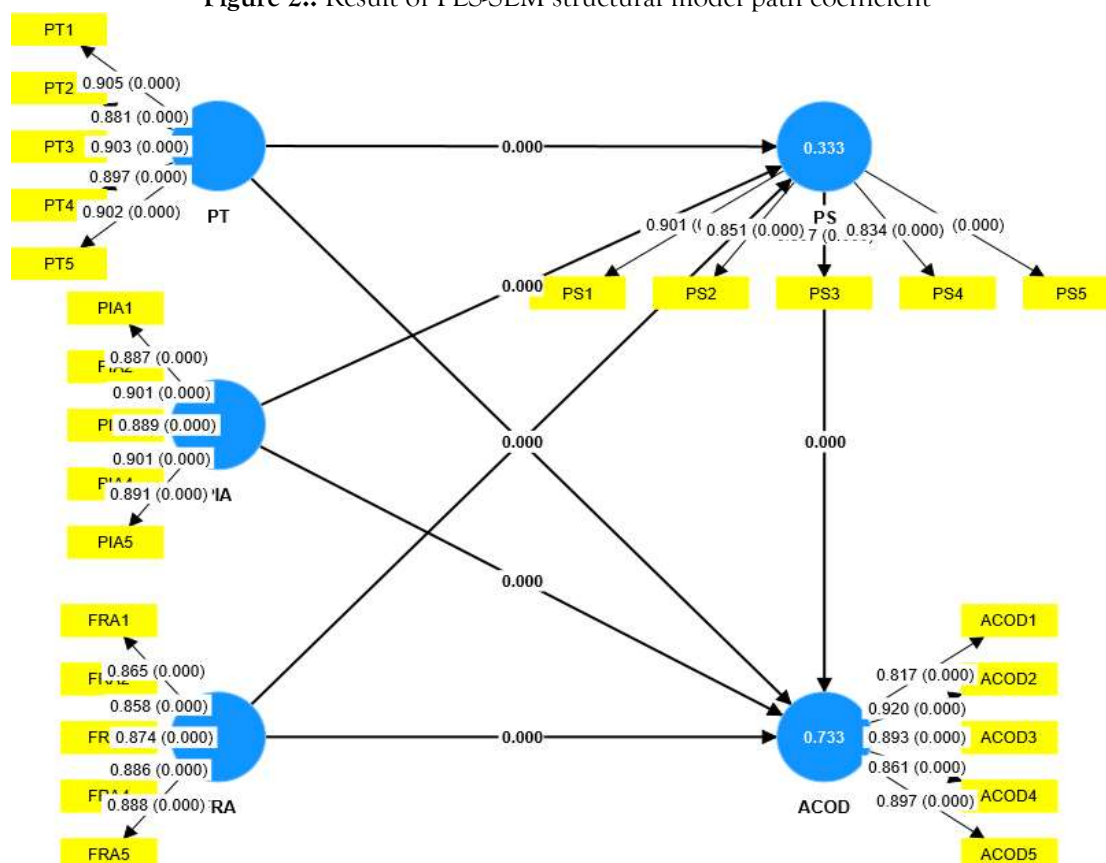 Figure 2.: Result of PLS-SEM structural model path coefficient
PT1
PT2
PT3
PT4
PT5
0.905 (0.000)
0.881 (0.000)
0.903 (0.000)
0.897 (0.000)
0.902 (0.000)
PT
0.000
0.333
PS
0.901
0.851 (0.000)
0.834 (0.000)
(0.000)
PS1
PS2
PS3
PS4
PS5
0.000
PIA1
PIA5
0.887 (0.000)
0.901 (0.000)
0.889 (0.000)
0.901 (0.000)
0.891 (0.000)
0.000
0.000
0.000
FRA1
FRA5
0.865 (0.000)
0.858 (0.000)
0.874 (0.000)
0.886 (0.000)
0.888 (0.000)
0.000
0.733
ACOD
0.817 (0.000)
0.920 (0.000)
0.893 (0.000)
0.861 (0.000)
0.897 (0.000)
ACOD1
ACOD2
ACOD3
ACOD4
ACOD5